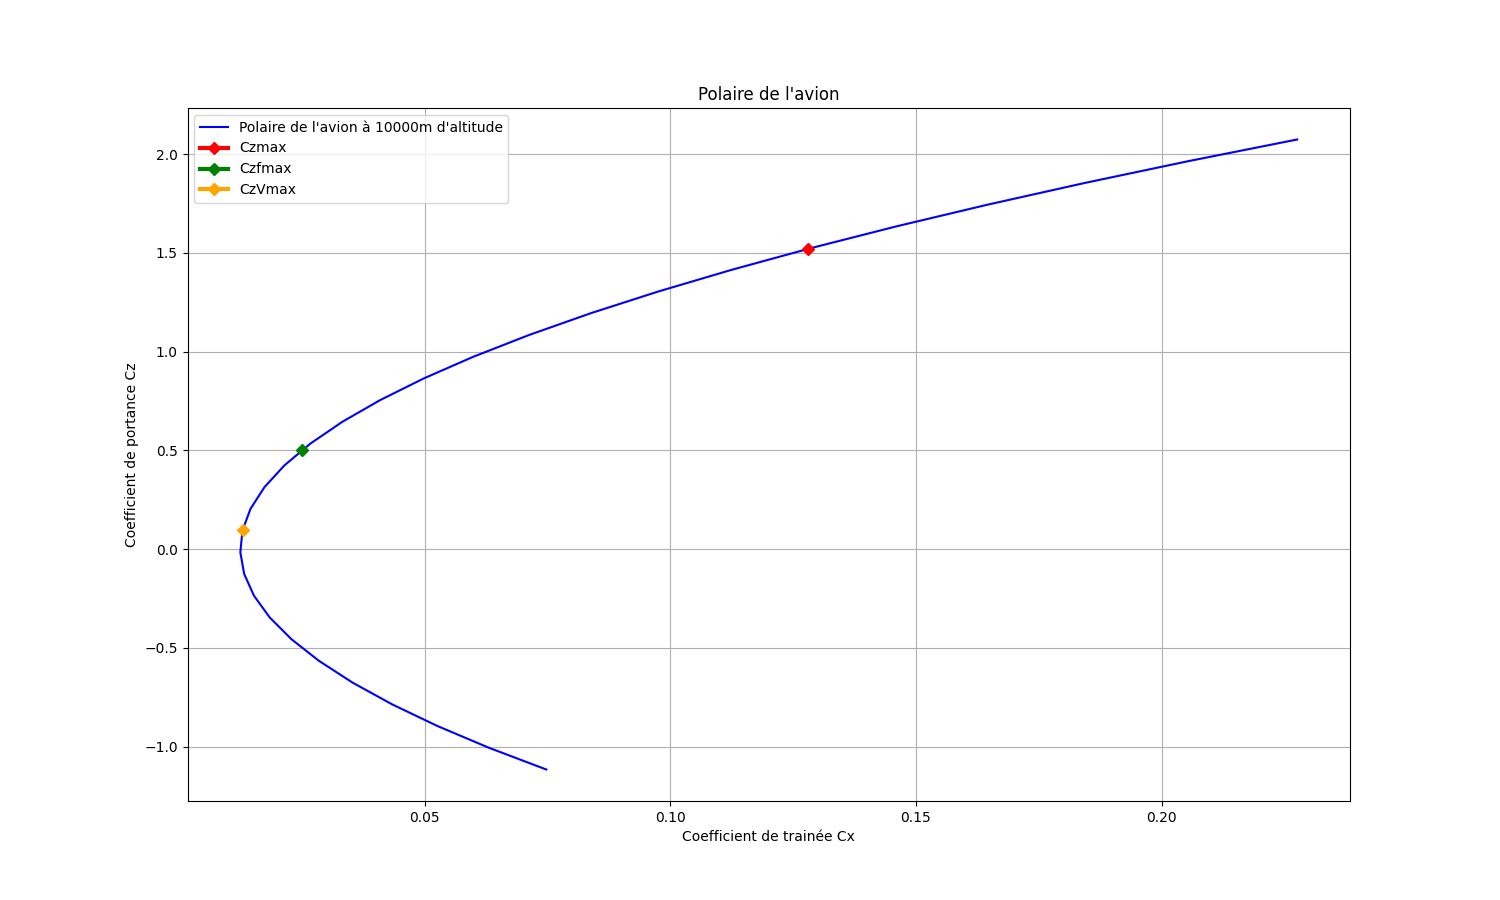 Polaire de l'avion
Polaire de l'avion à 10000m d'altitude
Czmax
Czfmax
CzVmax
2.0
1.5
1.0
0.5
0.0
−0.5
−1.0
Coefficient de portance Cz
0.05 0.10 0.15 0.20
Coefficient de trainée Cx